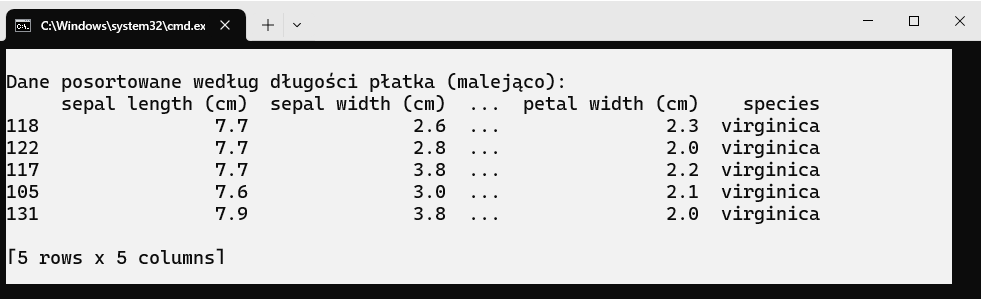 C:\Windows\system32\cmd.ex
Dane posortowane według długości płatka (malejąco):
     sepal length (cm)  sepal width (cm)  ...  petal width (cm)    species
118                7.7               2.6  ...               2.3  virginica
122                7.7               2.8  ...               2.0  virginica
117                7.7               3.8  ...               2.2  virginica
105                7.6               3.0  ...               2.1  virginica
131                7.9               3.8  ...               2.0  virginica
[5 rows x 5 columns]